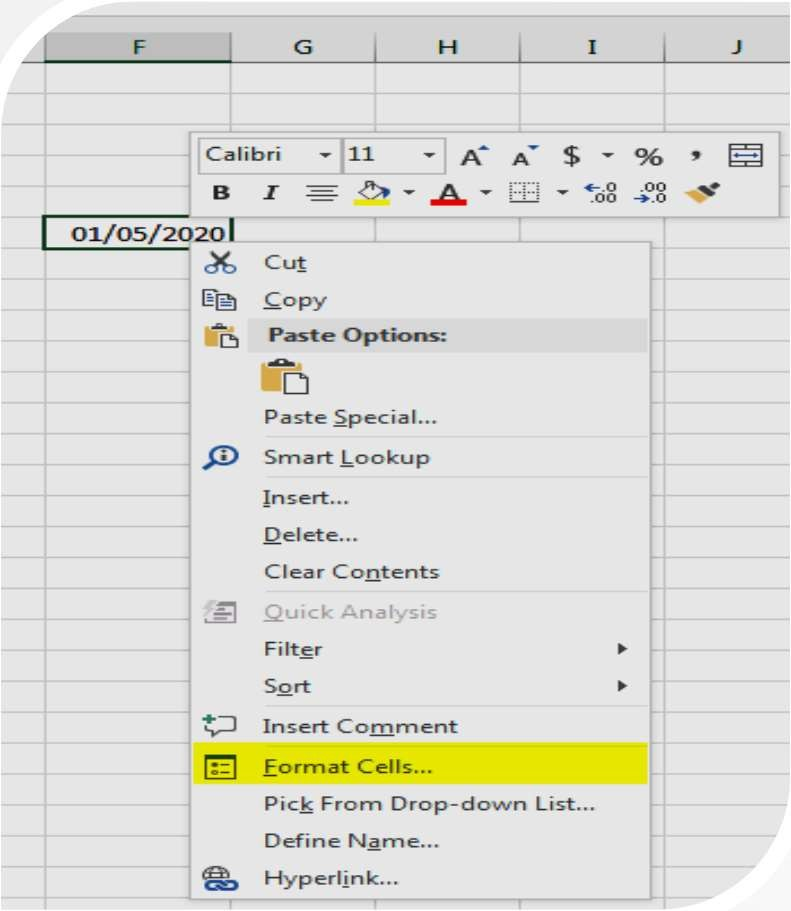 F G H I J
Calibri 11 A A $ % ,
B I A .0 .00 .00 .0
01/05/2020
Cut
Copy
Paste Options:
Paste Special...
Smart Lookup
Insert...
Delete...
Clear Contents
Quick Analysis
Filter
Sort
Insert Comment
Format Cells...
Pick From Drop-down List...
Define Name...
Hyperlink...